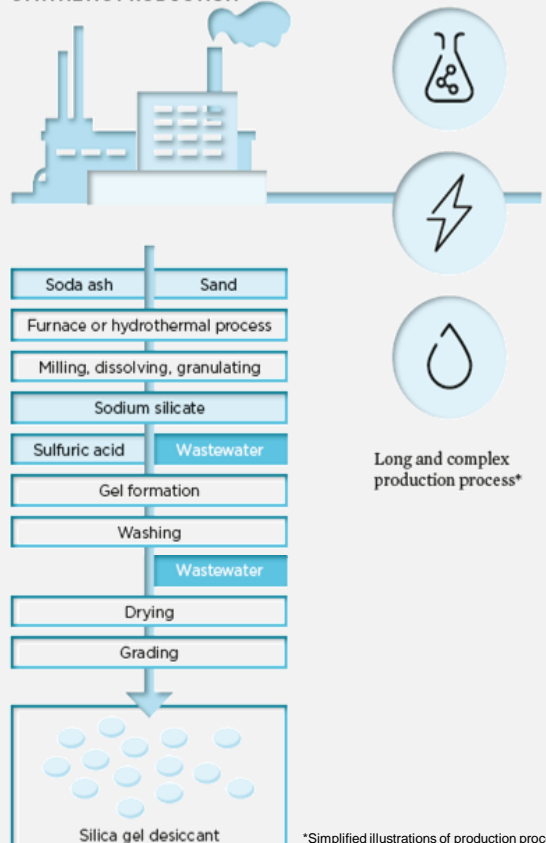 Soda ash
Sand
Furnace or hydrothermal process
Milling, dissolving, granulating
Sodium silicate
Sulfuric acid
Wastewater
Gel formation
Washing
Wastewater
Drying
Grading
Silica gel desiccant
Long and complex
production process*
*Simplified illustrations of production